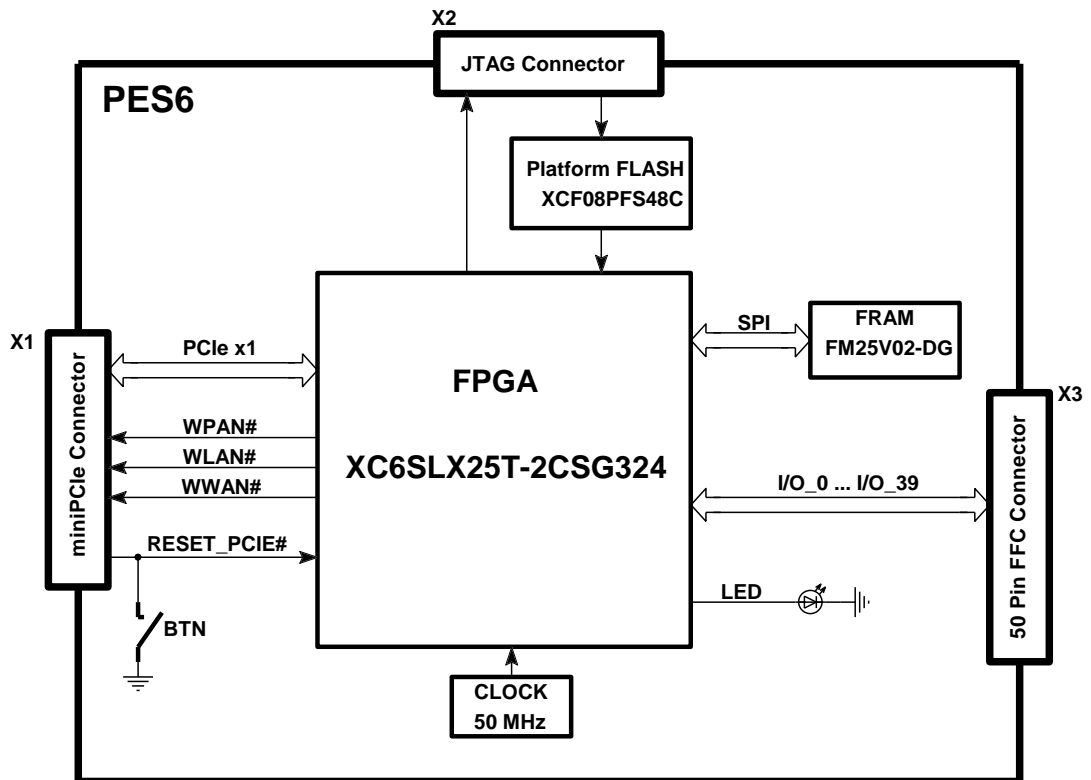 X2
JTAG Connector
PES6
Platform FLASH
XCF08PFS48C
X1
miniPCIe Connector
PCIe x1
WPAN#
WLAN#
WWAN#
RESET_PCIE#
BTN
FPGA
XC6SLX25T-2CSG324
SPI
FRAM
FM25V02-DG
X3
50 Pin FFC Connector
I/O_0 ... I/O_39
LED
CLOCK
50 MHz